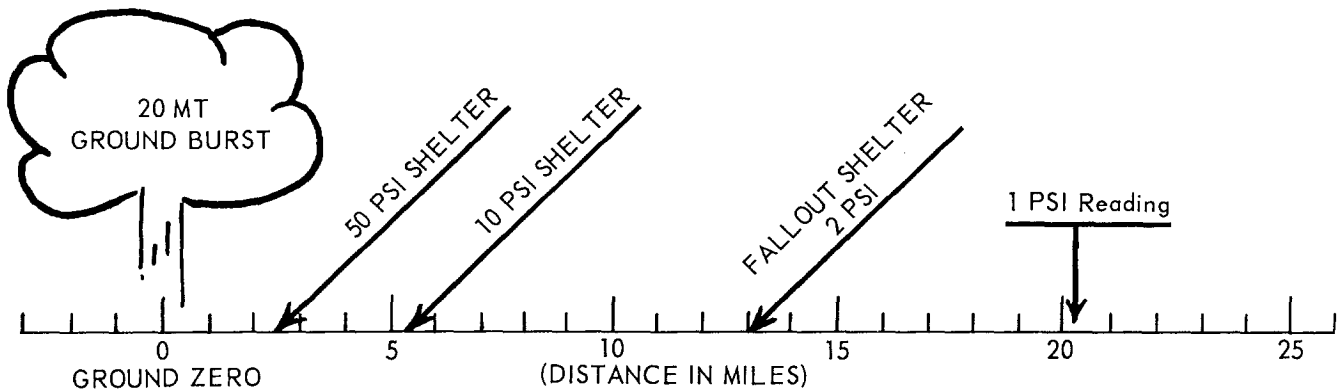 20 MT
GROUND BURST
50 PSI SHELTER
10 PSI SHELTER
FALLOUT SHELTER
2 PSI
1 PSI Reading
0
5
10
15
20
25
GROUND ZERO
(DISTANCE IN MILES)